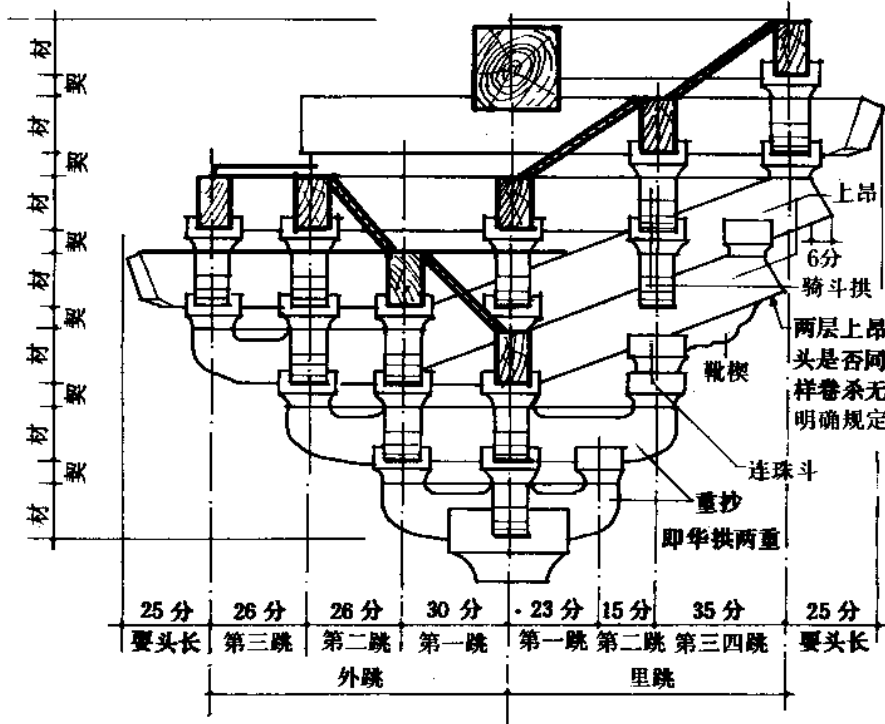 材
契
材
契
材
契
材
契
材
契
材
契
材
上昂
6分
骑斗拱
两层上昂
头是否同
样卷杀无
明确规定
靴楔
连珠斗
重抄
即华拱两重
25分 26分 26分 30分 23分 15分 35分 25分
耍头长 第三跳 第二跳 第一跳 第一跳 第二跳 第三四跳 耍头长
外跳 里跳